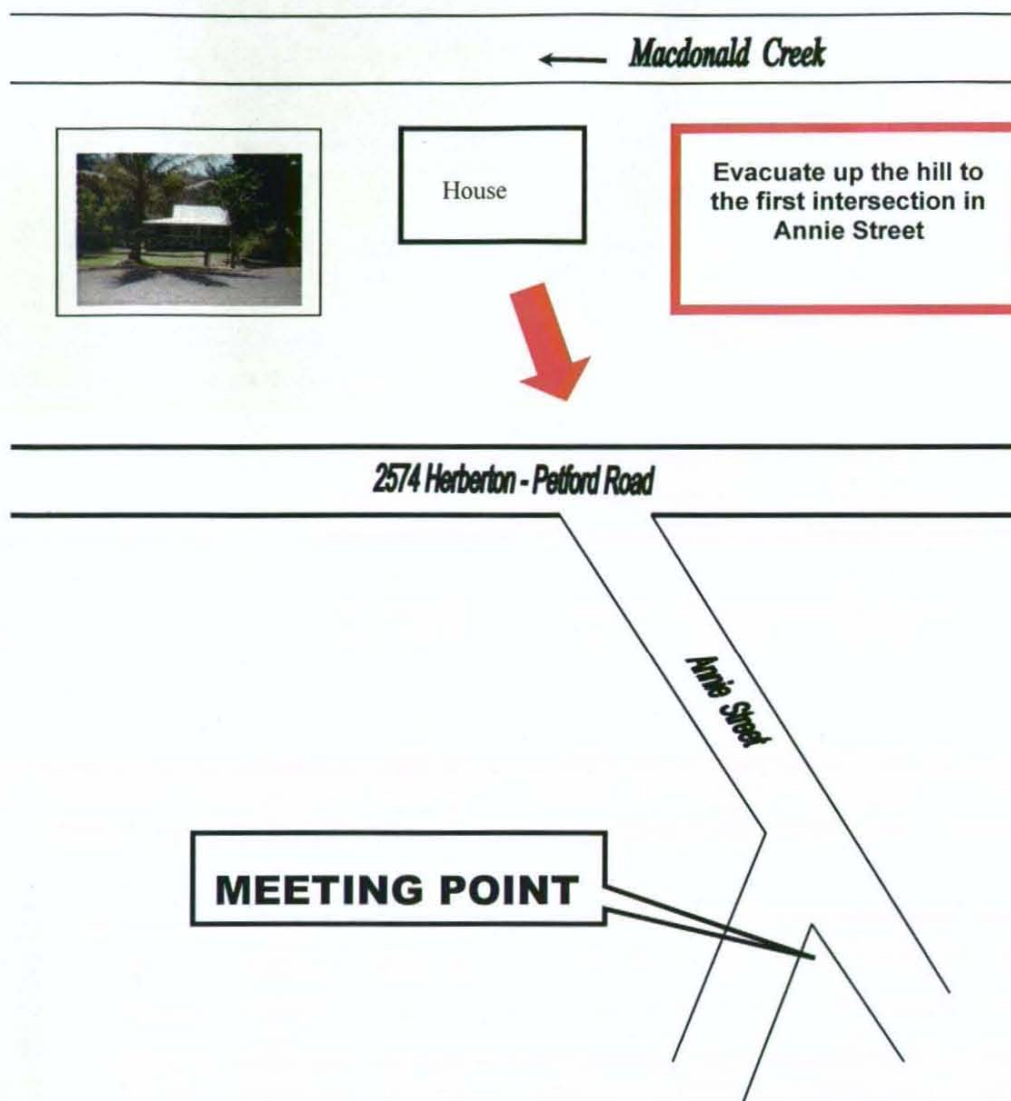 Macdonald Creek
House
Evacuate up the hill to
the first intersection in
Annie Street
2574 Herberton - Petford Road
Annie Street
MEETING POINT